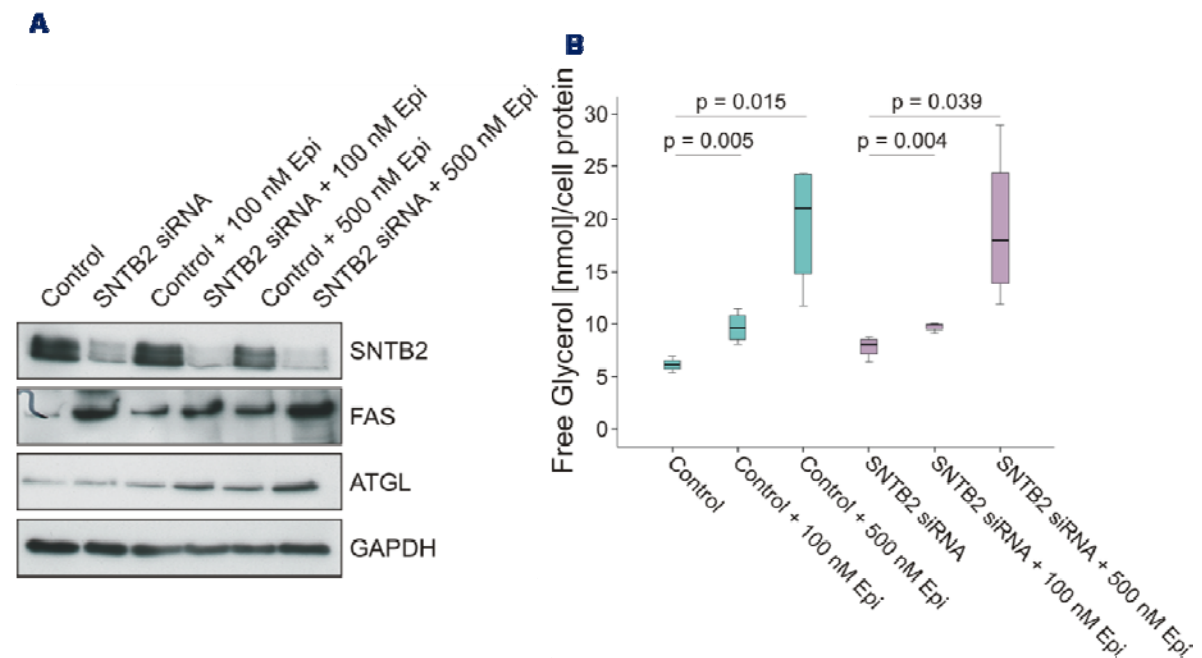 A
Control
SNTB2 siRNA
Control + 100 nM Epi
SNTB2 siRNA + 100 nM Epi
Control + 500 nM Epi
SNTB2 siRNA + 500 nM Epi
SNTB2
FAS
ATGL
GAPDH
B
Free Glycerol [nmol]/cell protein
30
25
20
15
10
5
0
p = 0.015
p = 0.039
p = 0.005
p = 0.004
Control
Control + 100 nM Epi
Control + 500 nM Epi
SNTB2 siRNA
SNTB2 siRNA + 100 nM Epi
SNTB2 siRNA + 500 nM Epi